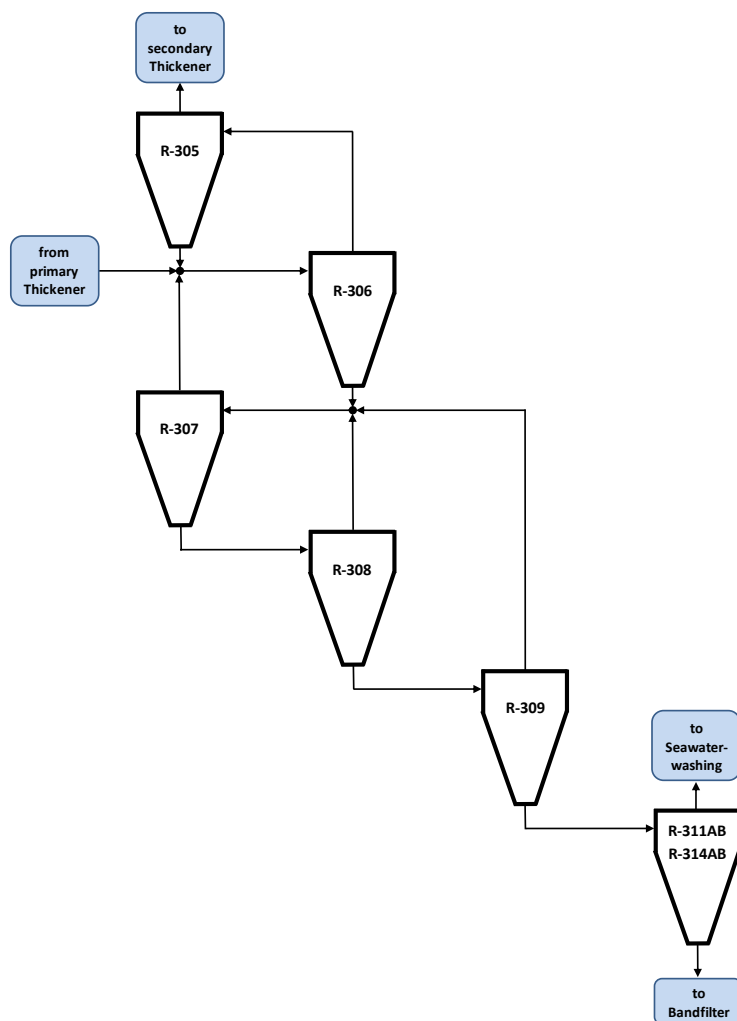 to
secondary
Thickener
R-305
from
primary
Thickener
R-306
R-307
R-308
R-309
to
Seawater-
washing
R-311AB
R-314AB
to
Bandfilter